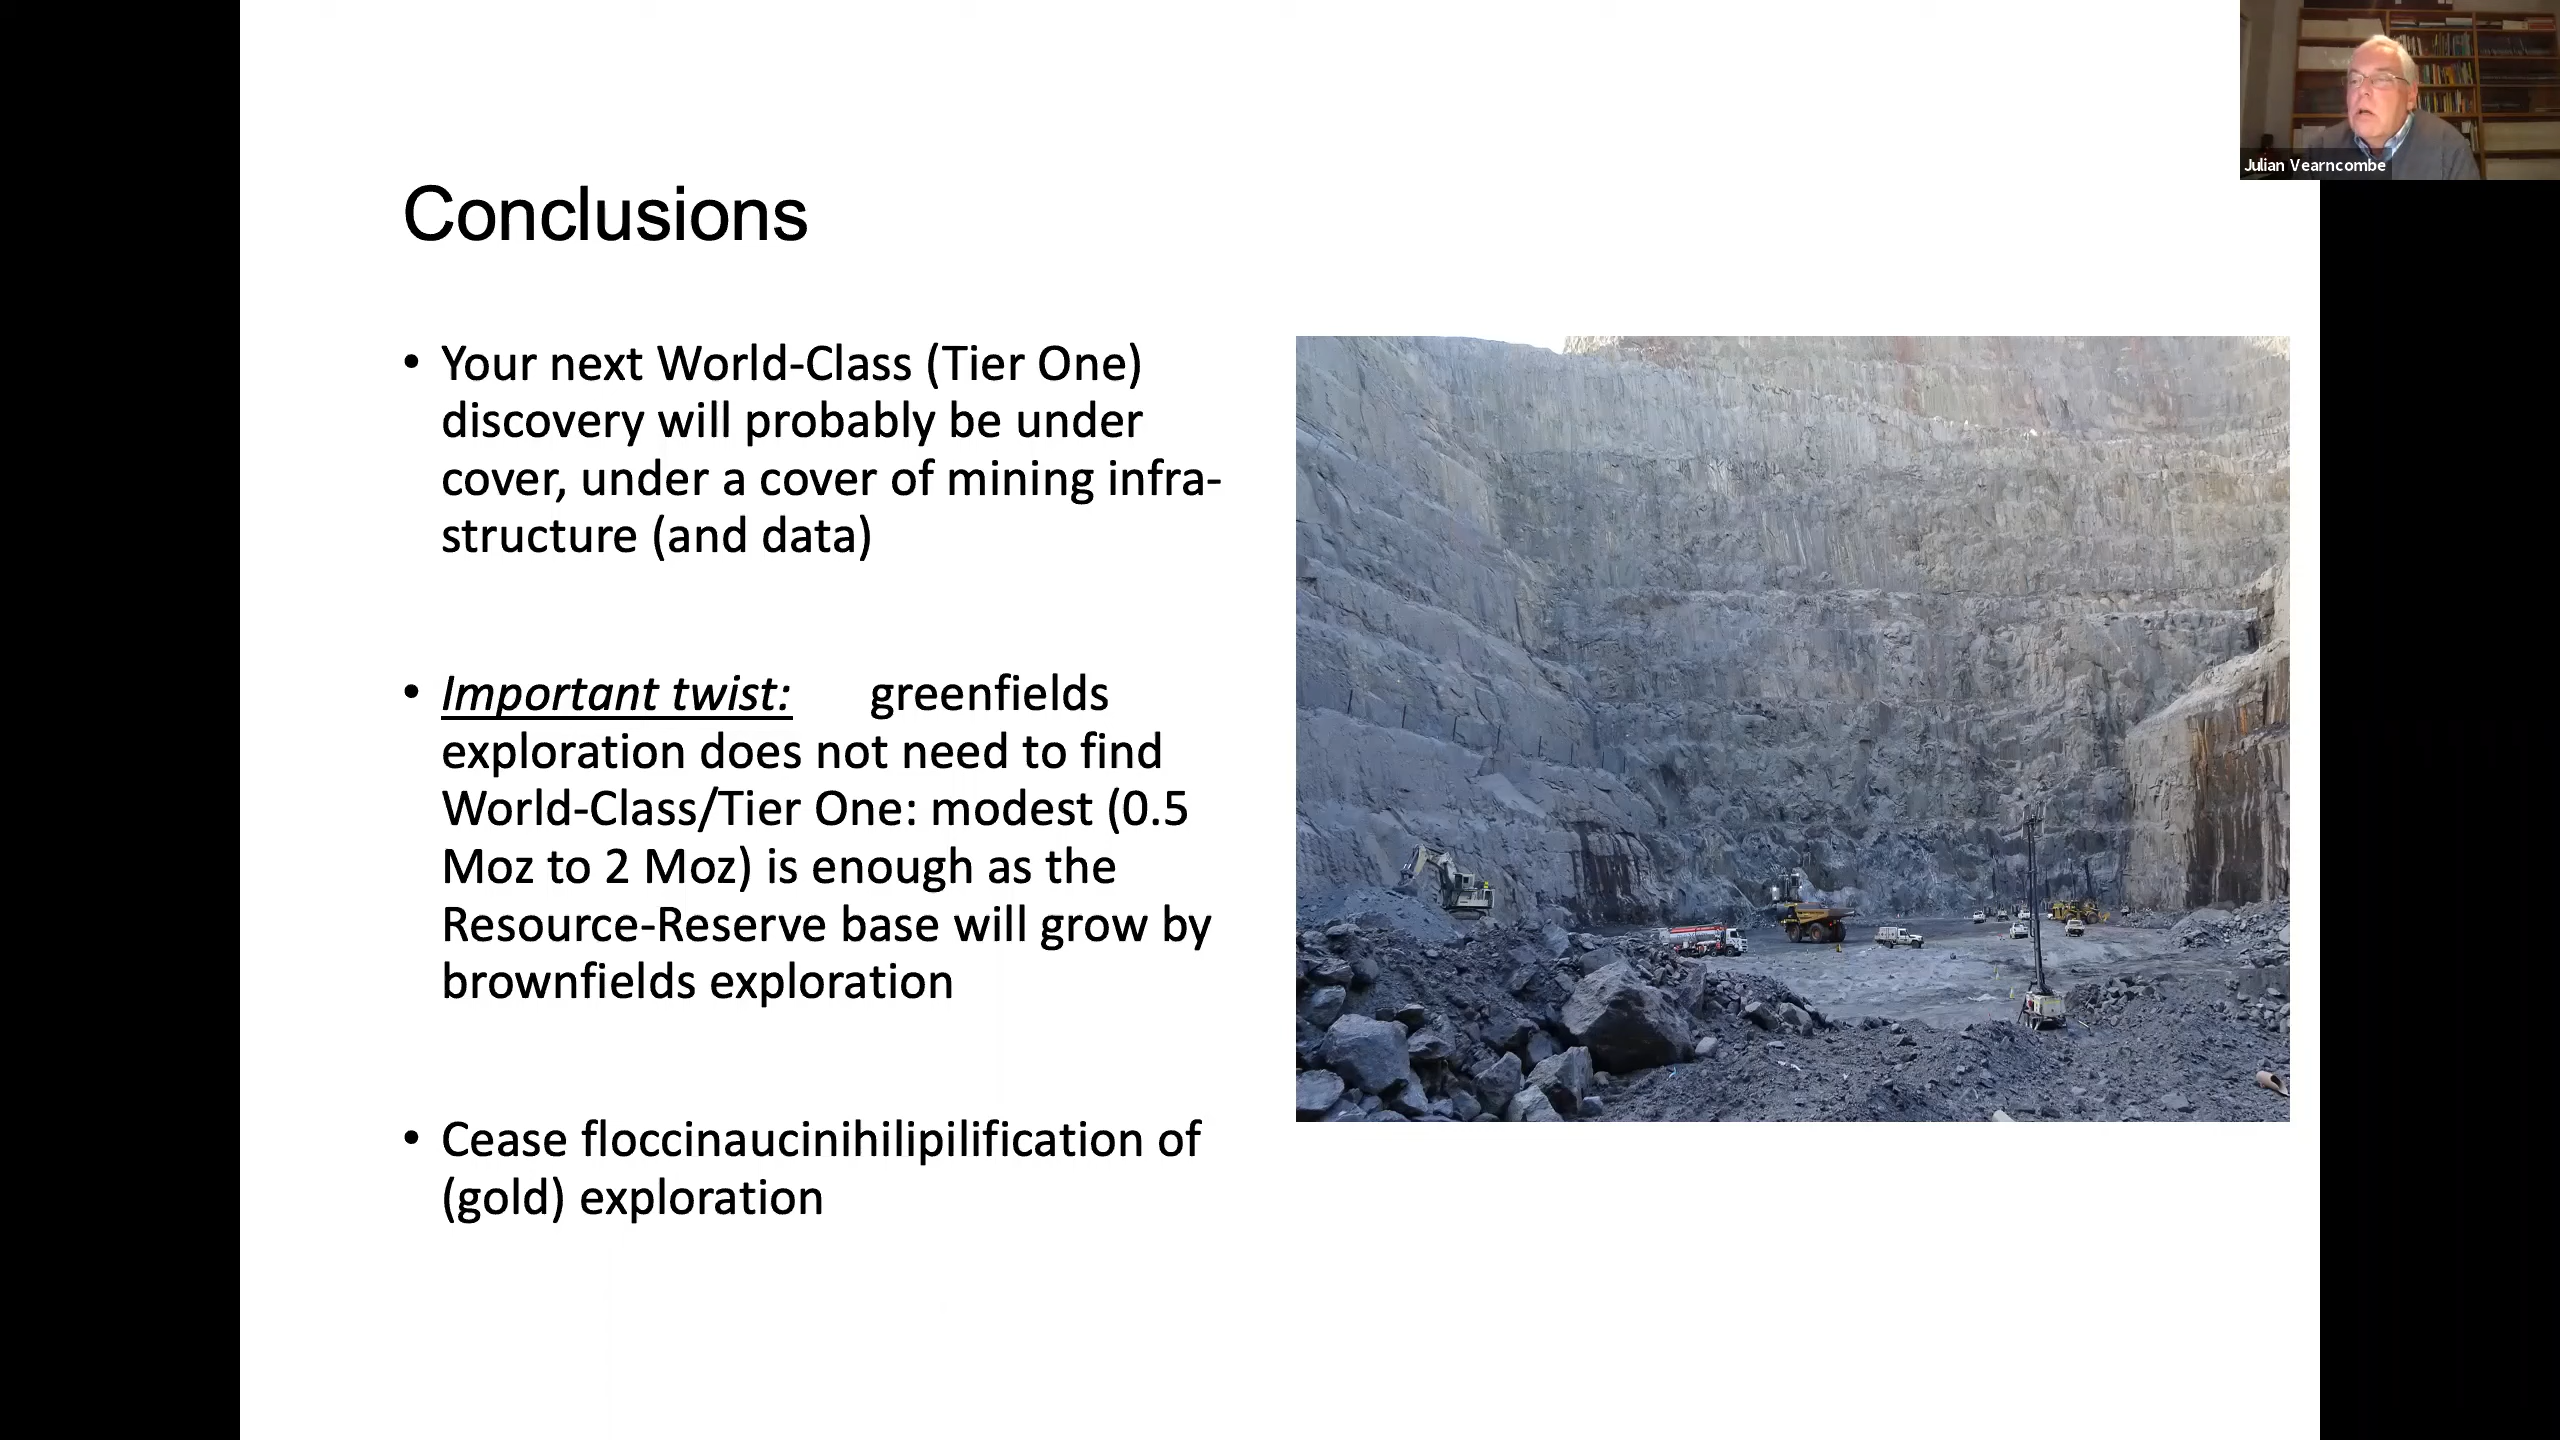 Julian Vearncombe
Conclusions
• Your next World-Class (Tier One)
discovery will probably be under
cover, under a cover of mining infra-
structure (and data)
• Important twist: greenfields
exploration does not need to find
World-Class/Tier One: modest (0.5
Moz to 2 Moz) is enough as the
Resource-Reserve base will grow by
brownfields exploration
• Cease floccinaucinihilipilification of
(gold) exploration